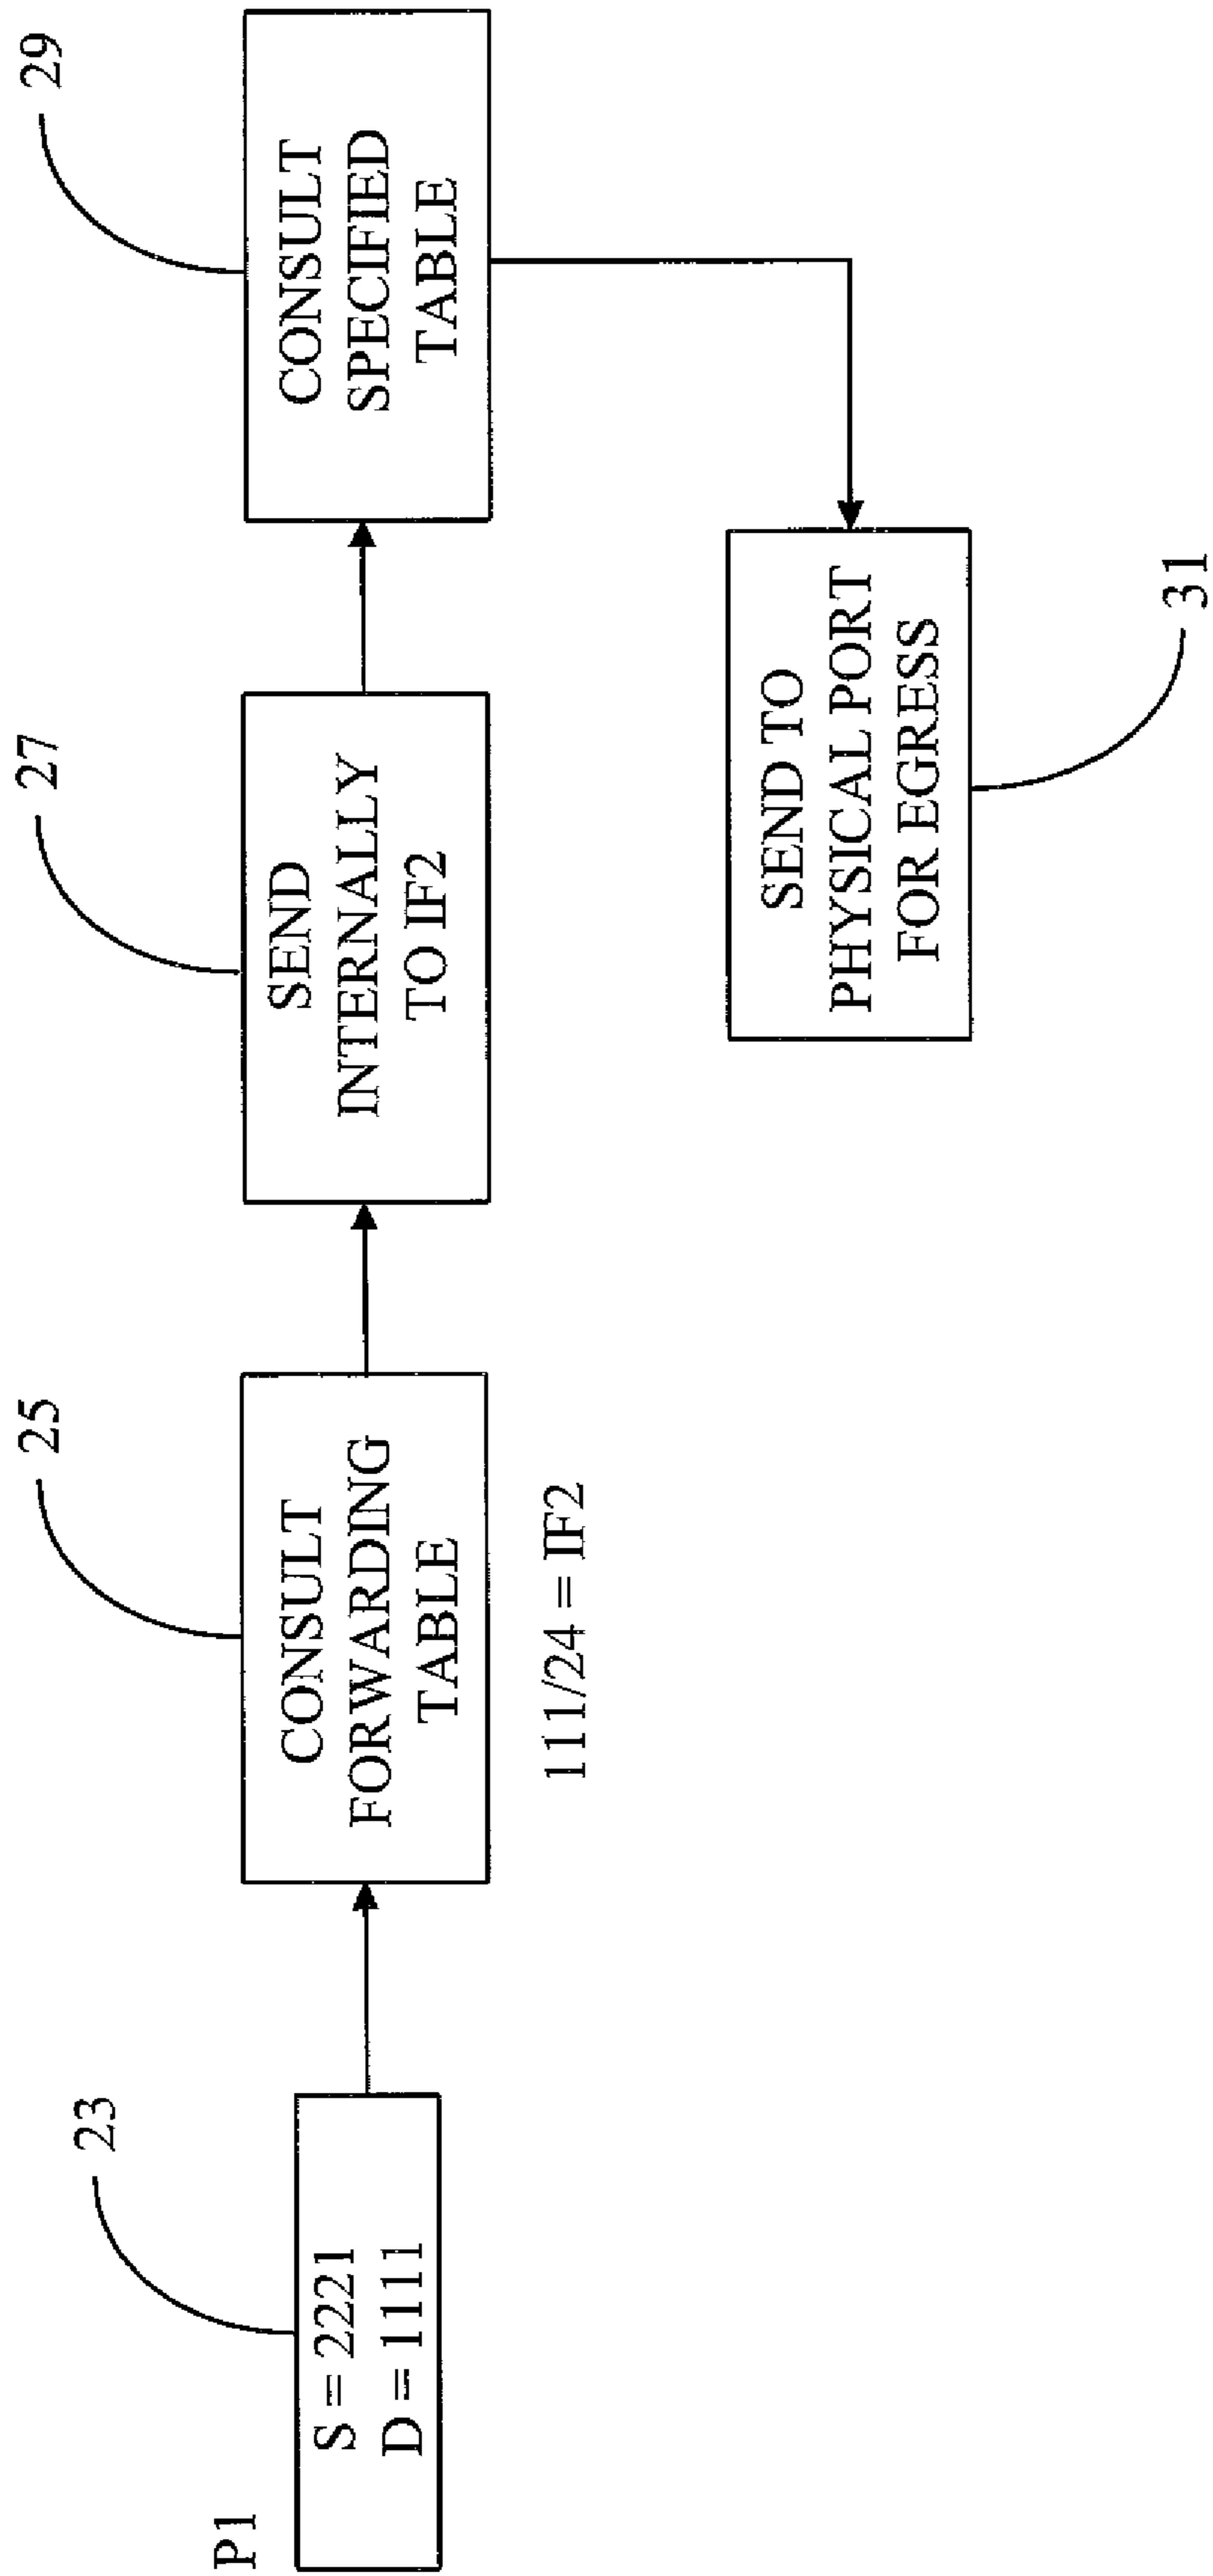 P1
23
S = 2221
D = 1111
25
CONSULT
FORWARDING
TABLE
111/24 = IF2
27
SEND
INTERNALLY
TO IF2
29
CONSULT
SPECIFIED
TABLE
SEND TO
PHYSICAL PORT
FOR EGRESS
31